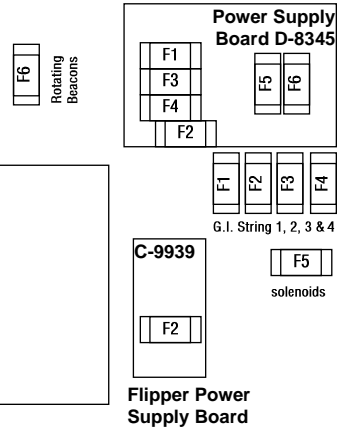 Power Supply
Board D-8345
F1
F3
F4
F2
F5
F6
F6
Rotating
Beacons
F1
F2
F3
F4
G.I. String 1, 2, 3 & 4
C-9939
F5
solenoids
F2
Flipper Power
Supply Board